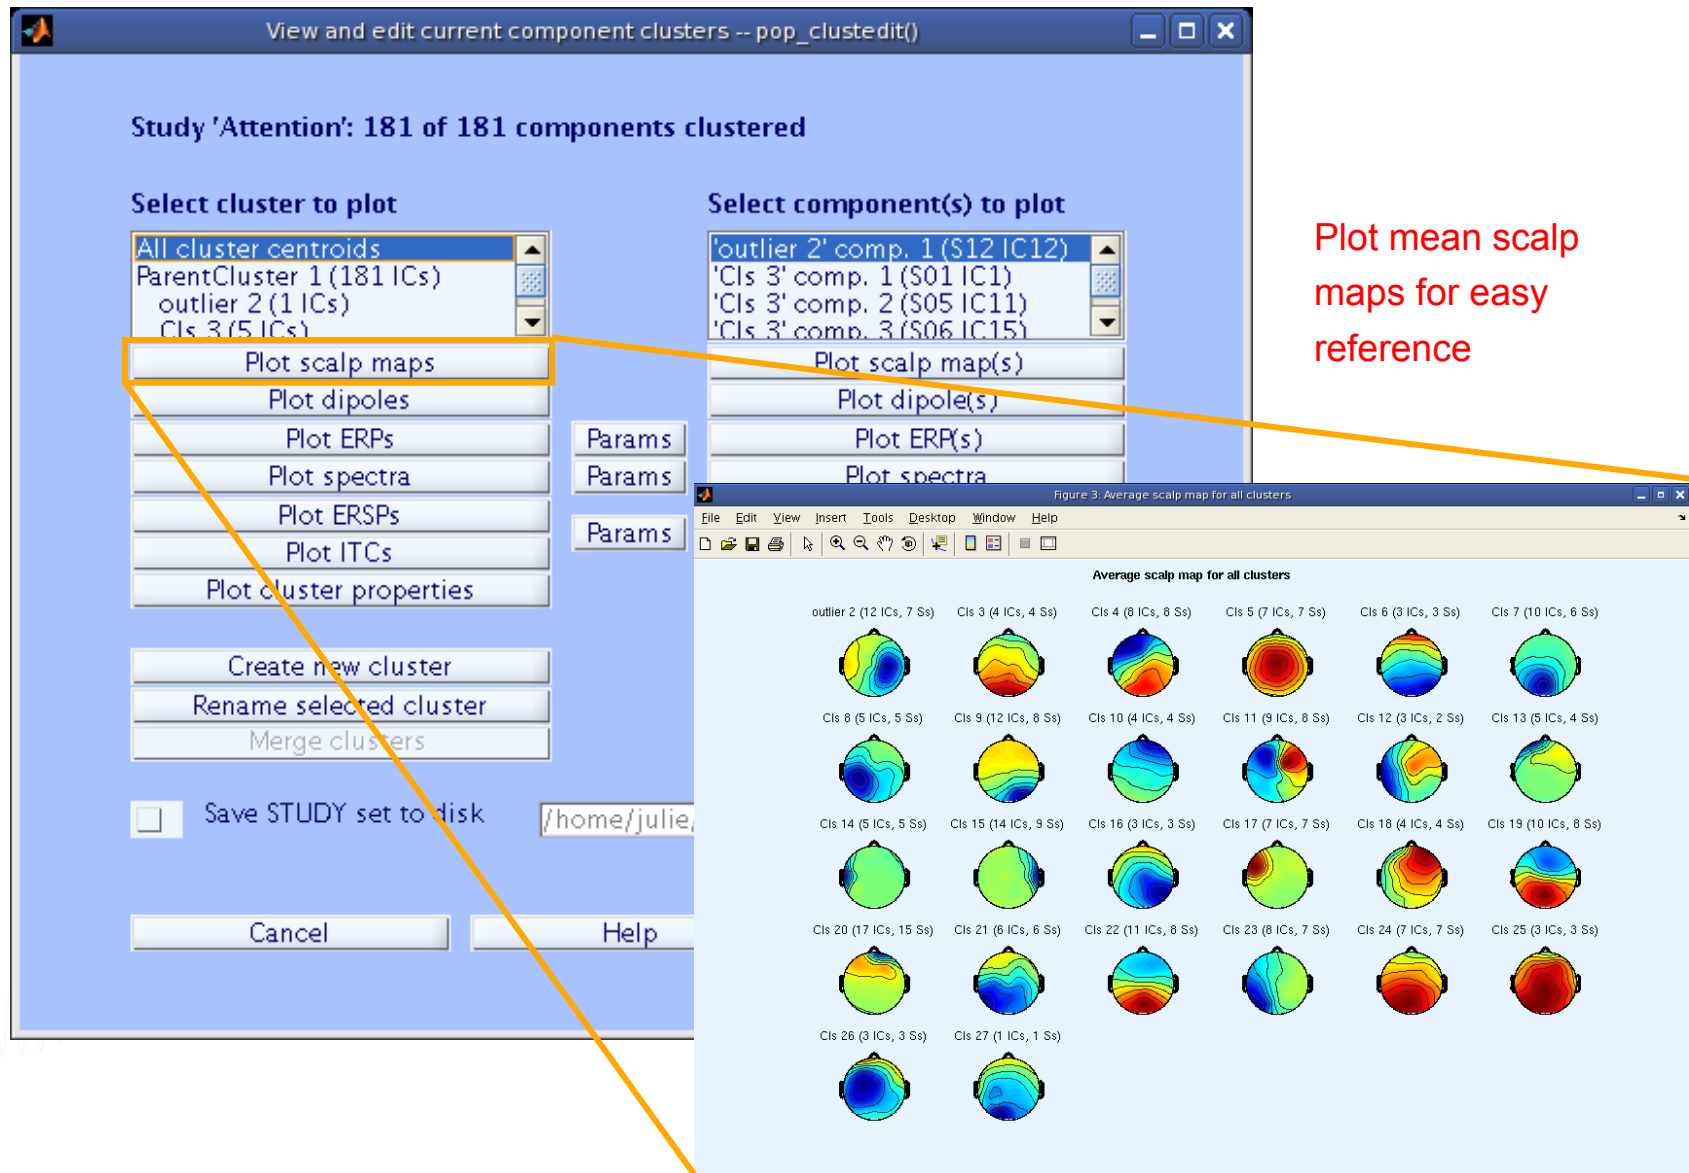 View and edit current component clusters -- pop_clustedit()
Study 'Attention': 181 of 181 components clustered
Select cluster to plot
All cluster centroids
ParentCluster 1 (181 ICs)
outlier 2 (1 ICs)
Cls 3 (5 ICs)
Plot scalp maps
Plot dipoles
Plot ERPs
Plot spectra
Plot ERSPs
Plot ITCs
Plot cluster properties
Create new cluster
Rename selected cluster
Merge clusters
Params
Params
Params
Select component(s) to plot
'outlier 2' comp. 1 (S12 IC12)
'Cls 3' comp. 1 (S01 IC1)
'Cls 3' comp. 2 (S05 IC11)
'Cls 3' comp. 3 (S06 IC15)
Plot scalp map(s)
Plot dipole(s)
Plot ERP(s)
Plot spectra
Save STUDY set to disk
/home/julie/
Cancel
Help
Plot mean scalp
maps for easy
reference
Figure 3: Average scalp map for all clusters
File Edit View Insert Tools Desktop Window Help
Average scalp map for all clusters
outlier 2 (12 ICs, 7 Ss) Cls 3 (4 ICs, 4 Ss) Cls 4 (8 ICs, 8 Ss) Cls 5 (7 ICs, 7 Ss) Cls 6 (3 ICs, 3 Ss) Cls 7 (10 ICs, 6 Ss)
Cls 8 (5 ICs, 5 Ss) Cls 9 (12 ICs, 8 Ss) Cls 10 (4 ICs, 4 Ss) Cls 11 (9 ICs, 8 Ss) Cls 12 (3 ICs, 2 Ss) Cls 13 (5 ICs, 4 Ss)
Cls 14 (5 ICs, 5 Ss) Cls 15 (14 ICs, 9 Ss) Cls 16 (3 ICs, 3 Ss) Cls 17 (7 ICs, 7 Ss) Cls 18 (4 ICs, 4 Ss) Cls 19 (10 ICs, 8 Ss)
Cls 20 (17 ICs, 15 Ss) Cls 21 (6 ICs, 6 Ss) Cls 22 (11 ICs, 8 Ss) Cls 23 (8 ICs, 7 Ss) Cls 24 (7 ICs, 7 Ss) Cls 25 (3 ICs, 3 Ss)
Cls 26 (3 ICs, 3 Ss) Cls 27 (1 ICs, 1 Ss)